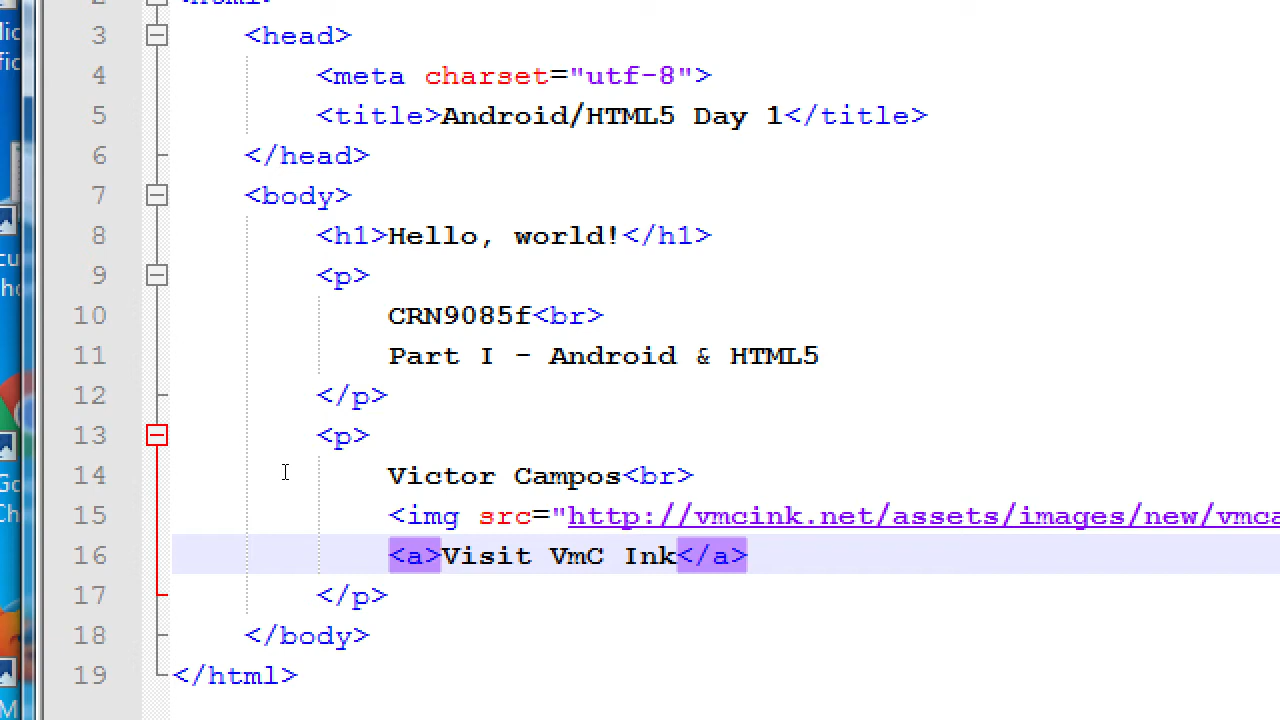 2 <html>
3 <head>
4 <meta charset="utf-8">
5 <title>Android/HTML5 Day 1</title>
6 </head>
7 <body>
8 <h1>Hello, world!</h1>
9 <p>
10 CRN9085f<br>
11 Part I - Android & HTML5
12 </p>
13 <p>
14 Victor Campos<br>
15 <img src="http://vmcink.net/assets/images/new/vmca
16 <a>Visit VmC Ink</a>
17 </p>
18 </body>
19 </html>